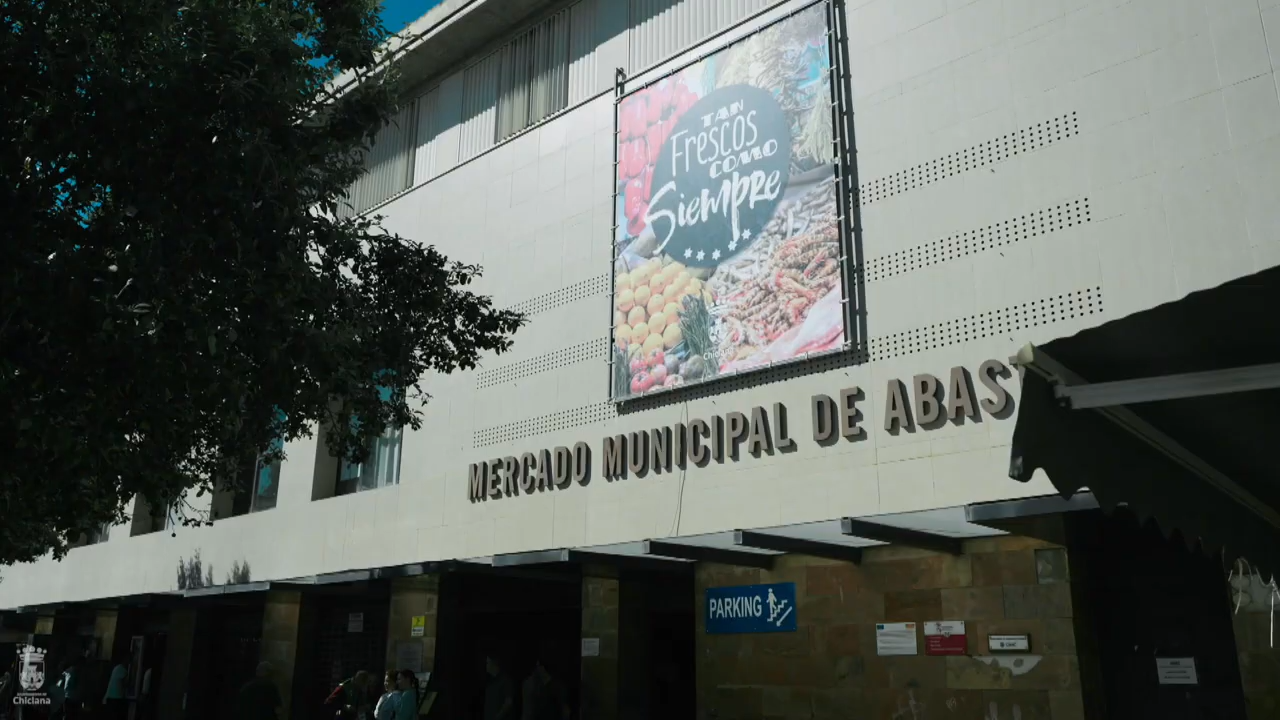 TAN
Frescos
COMO
Siempre
MERCADO MUNICIPAL DE ABAS
PARKING
Chiclana